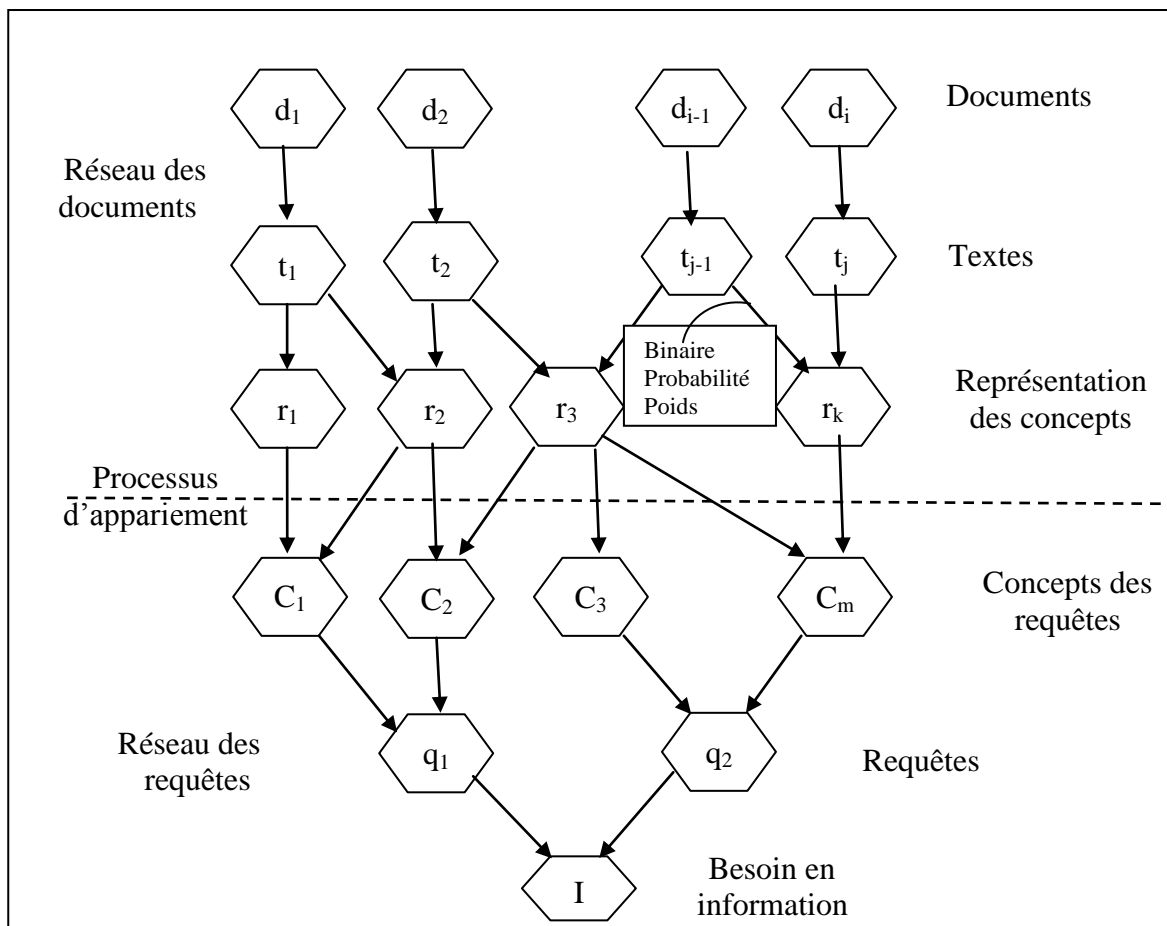 d1 d2 di-1 di
Documents
Réseau des
documents
t1 t2 tj-1 tj
Textes
Binaire
Probabilité
Poids
r1 r2 r3 rk
Représentation
des concepts
Processus
d’appariement
C1 C2 C3 Cm
Concepts des
requêtes
Réseau des
requêtes
q1 q2
Requêtes
I
Besoin en
information